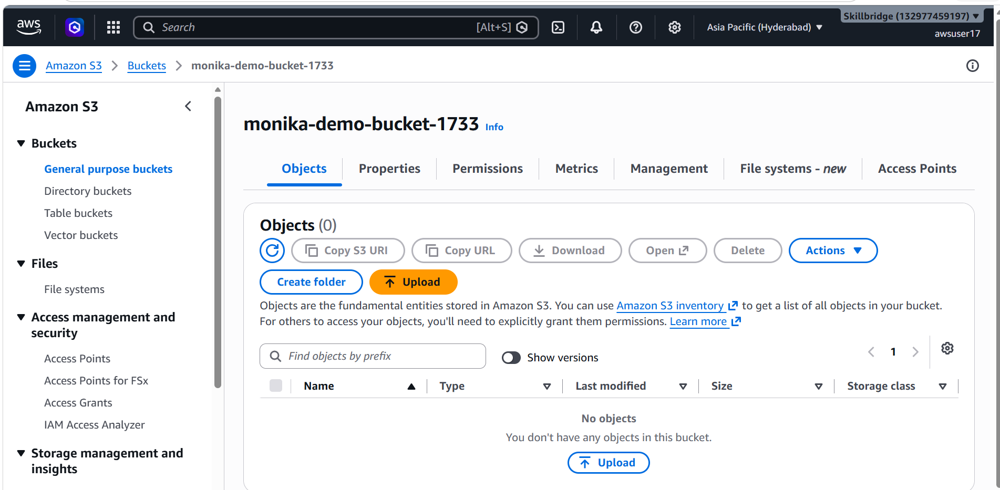 aws
Search
[Alt+S]
Asia Pacific (Hyderabad)
Skillbridge (132977459197)
awsuser17
Amazon S3
Buckets
monika-demo-bucket-1733
Amazon S3
Buckets
General purpose buckets
Directory buckets
Table buckets
Vector buckets
Files
File systems
Access management and
security
Access Points
Access Points for FSx
Access Grants
IAM Access Analyzer
Storage management and
insights
monika-demo-bucket-1733 Info
Objects
Properties
Permissions
Metrics
Management
File systems - new
Access Points
Objects (0)
Copy S3 URI
Copy URL
Download
Open
Delete
Actions
Create folder
Upload
Objects are the fundamental entities stored in Amazon S3. You can use Amazon S3 inventory to get a list of all objects in your bucket.
For others to access your objects, you'll need to explicitly grant them permissions. Learn more
Find objects by prefix
Show versions
1
Name
Type
Last modified
Size
Storage class
No objects
You don't have any objects in this bucket.
Upload